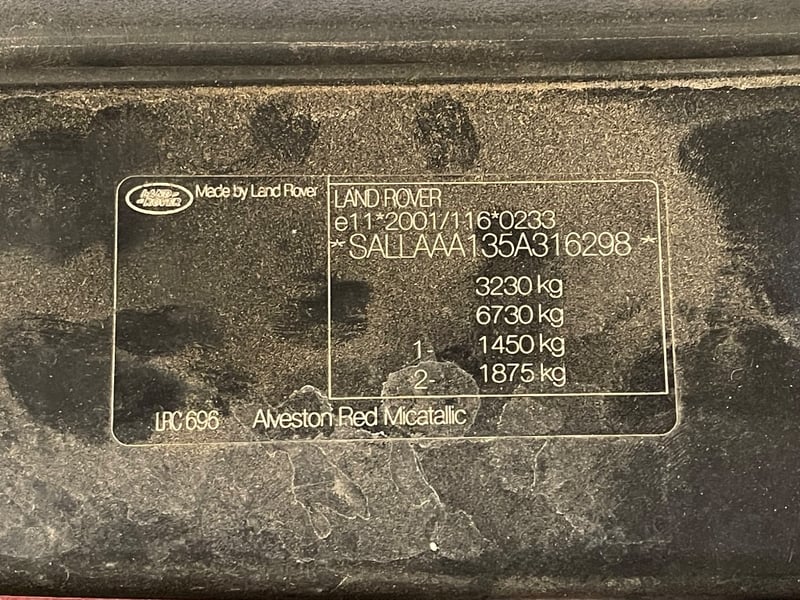 LAND ROVER
Made by Land Rover
LAND ROVER
e11*2001/116*0233
*SALLAAA135A316298*
3230 kg
6730 kg
1- 1450 kg
2- 1875 kg
LRC 696 Alveston Red Micatallic